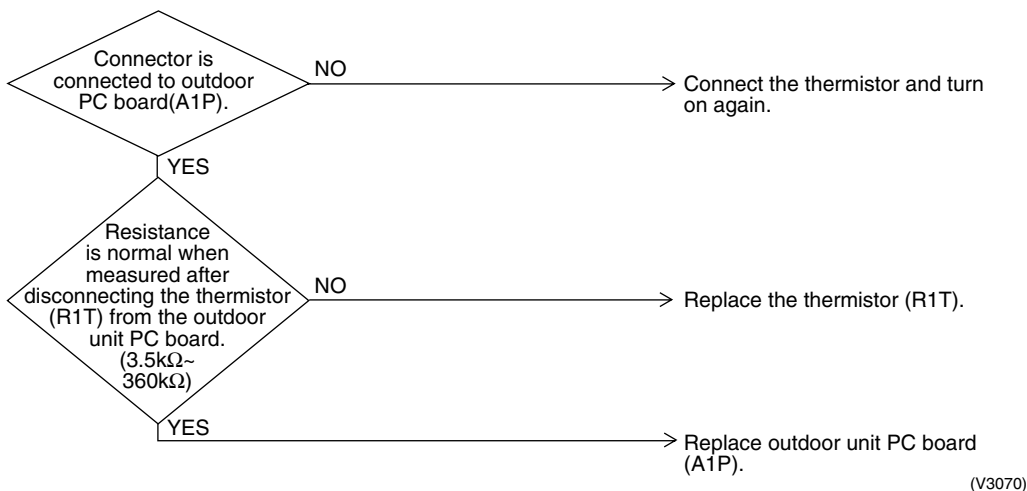 Connector is
connected to outdoor
PC board(A1P).
NO
Connect the thermistor and turn
on again.
YES
Resistance
is normal when
measured after
disconnecting the thermistor
(R1T) from the outdoor
unit PC board.
(3.5kΩ~
360kΩ)
NO
Replace the thermistor (R1T).
YES
Replace outdoor unit PC board
(A1P).
(V3070)